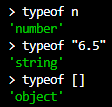 > typeof n
'number'
> typeof "6.5"
'string'
> typeof []
'object'